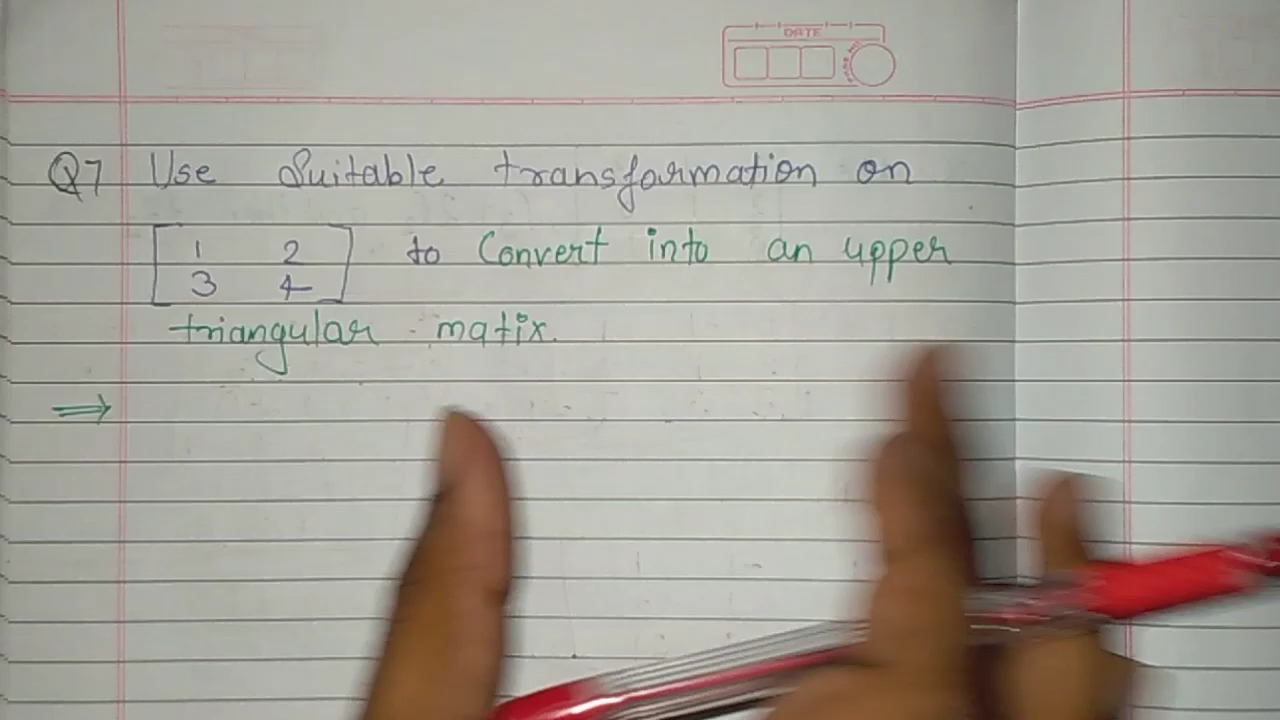 DATE
Q7 Use Suitable transformation on
[ 1 2 ] to Convert into an upper
3 4
triangular matix.
⇒